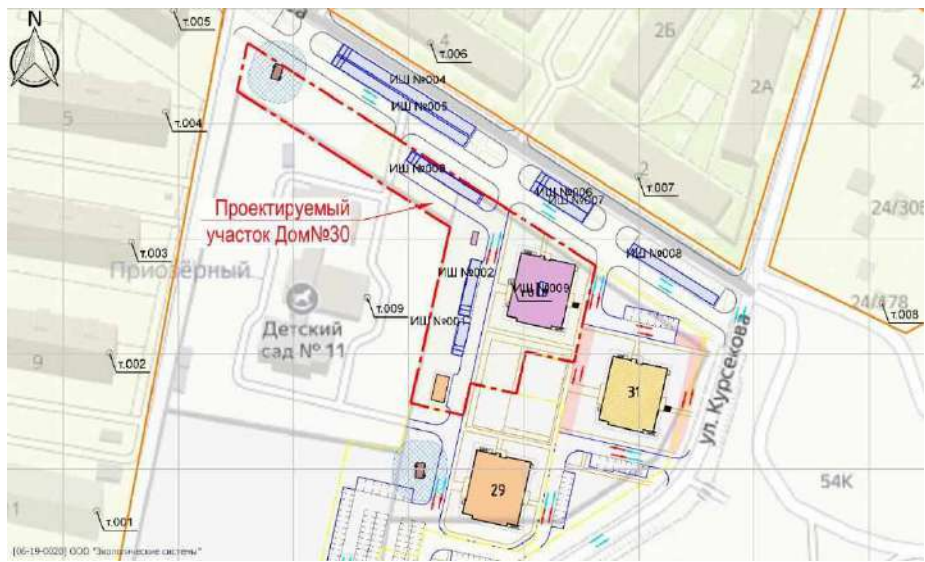 N
т.005
4
т.006
2Б
ИШ №004
2А
ИШ №005
5
т.004
ИШ №003
2
т.007
ИШ №006
ИШ №007
Проектируемый
участок Дом№30
24/30Б
т.003
ИШ №008
Приозёрный
ИШ №002
ИШ №009
т.009
24/478
т.008
ИШ №00
Детский
сад № 11
ул. Курсекова
9
т.002
31
29
54К
т.001
[06-19-0020] ООО "Экологические системы"